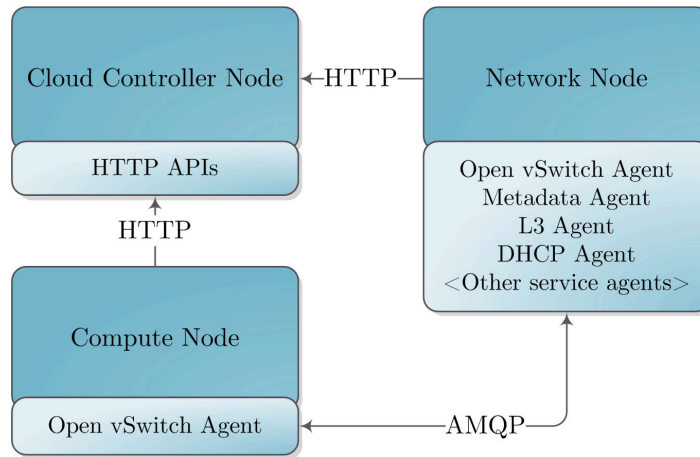 Cloud Controller Node
HTTP
Network Node
HTTP APIs
Open vSwitch Agent
Metadata Agent
L3 Agent
DHCP Agent
<Other service agents>
HTTP
Compute Node
Open vSwitch Agent
AMQP